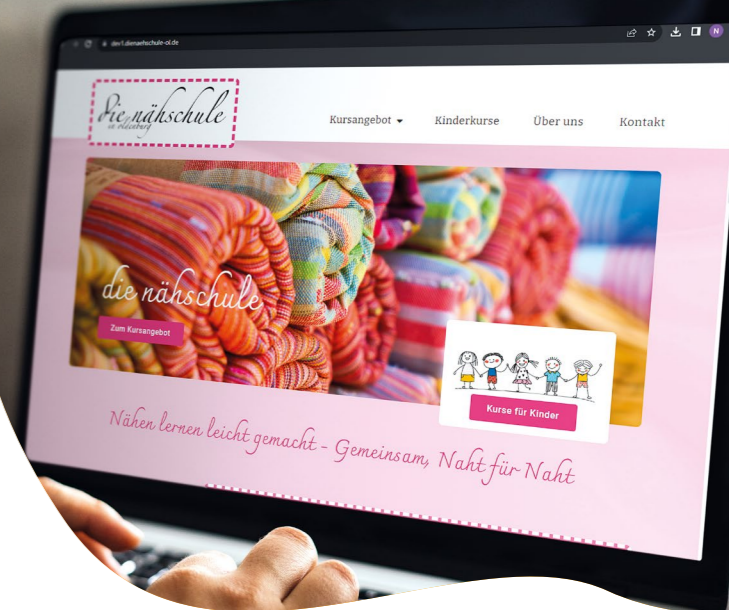 dev1.dienaehschule-ol.de
N
die nähschule
in oldenburg
Kursangebot
Kinderkurse
Über uns
Kontakt
die nähschule
Zum Kursangebot
Kurse für Kinder
Nähen lernen leicht gemacht - Gemeinsam, Naht für Naht